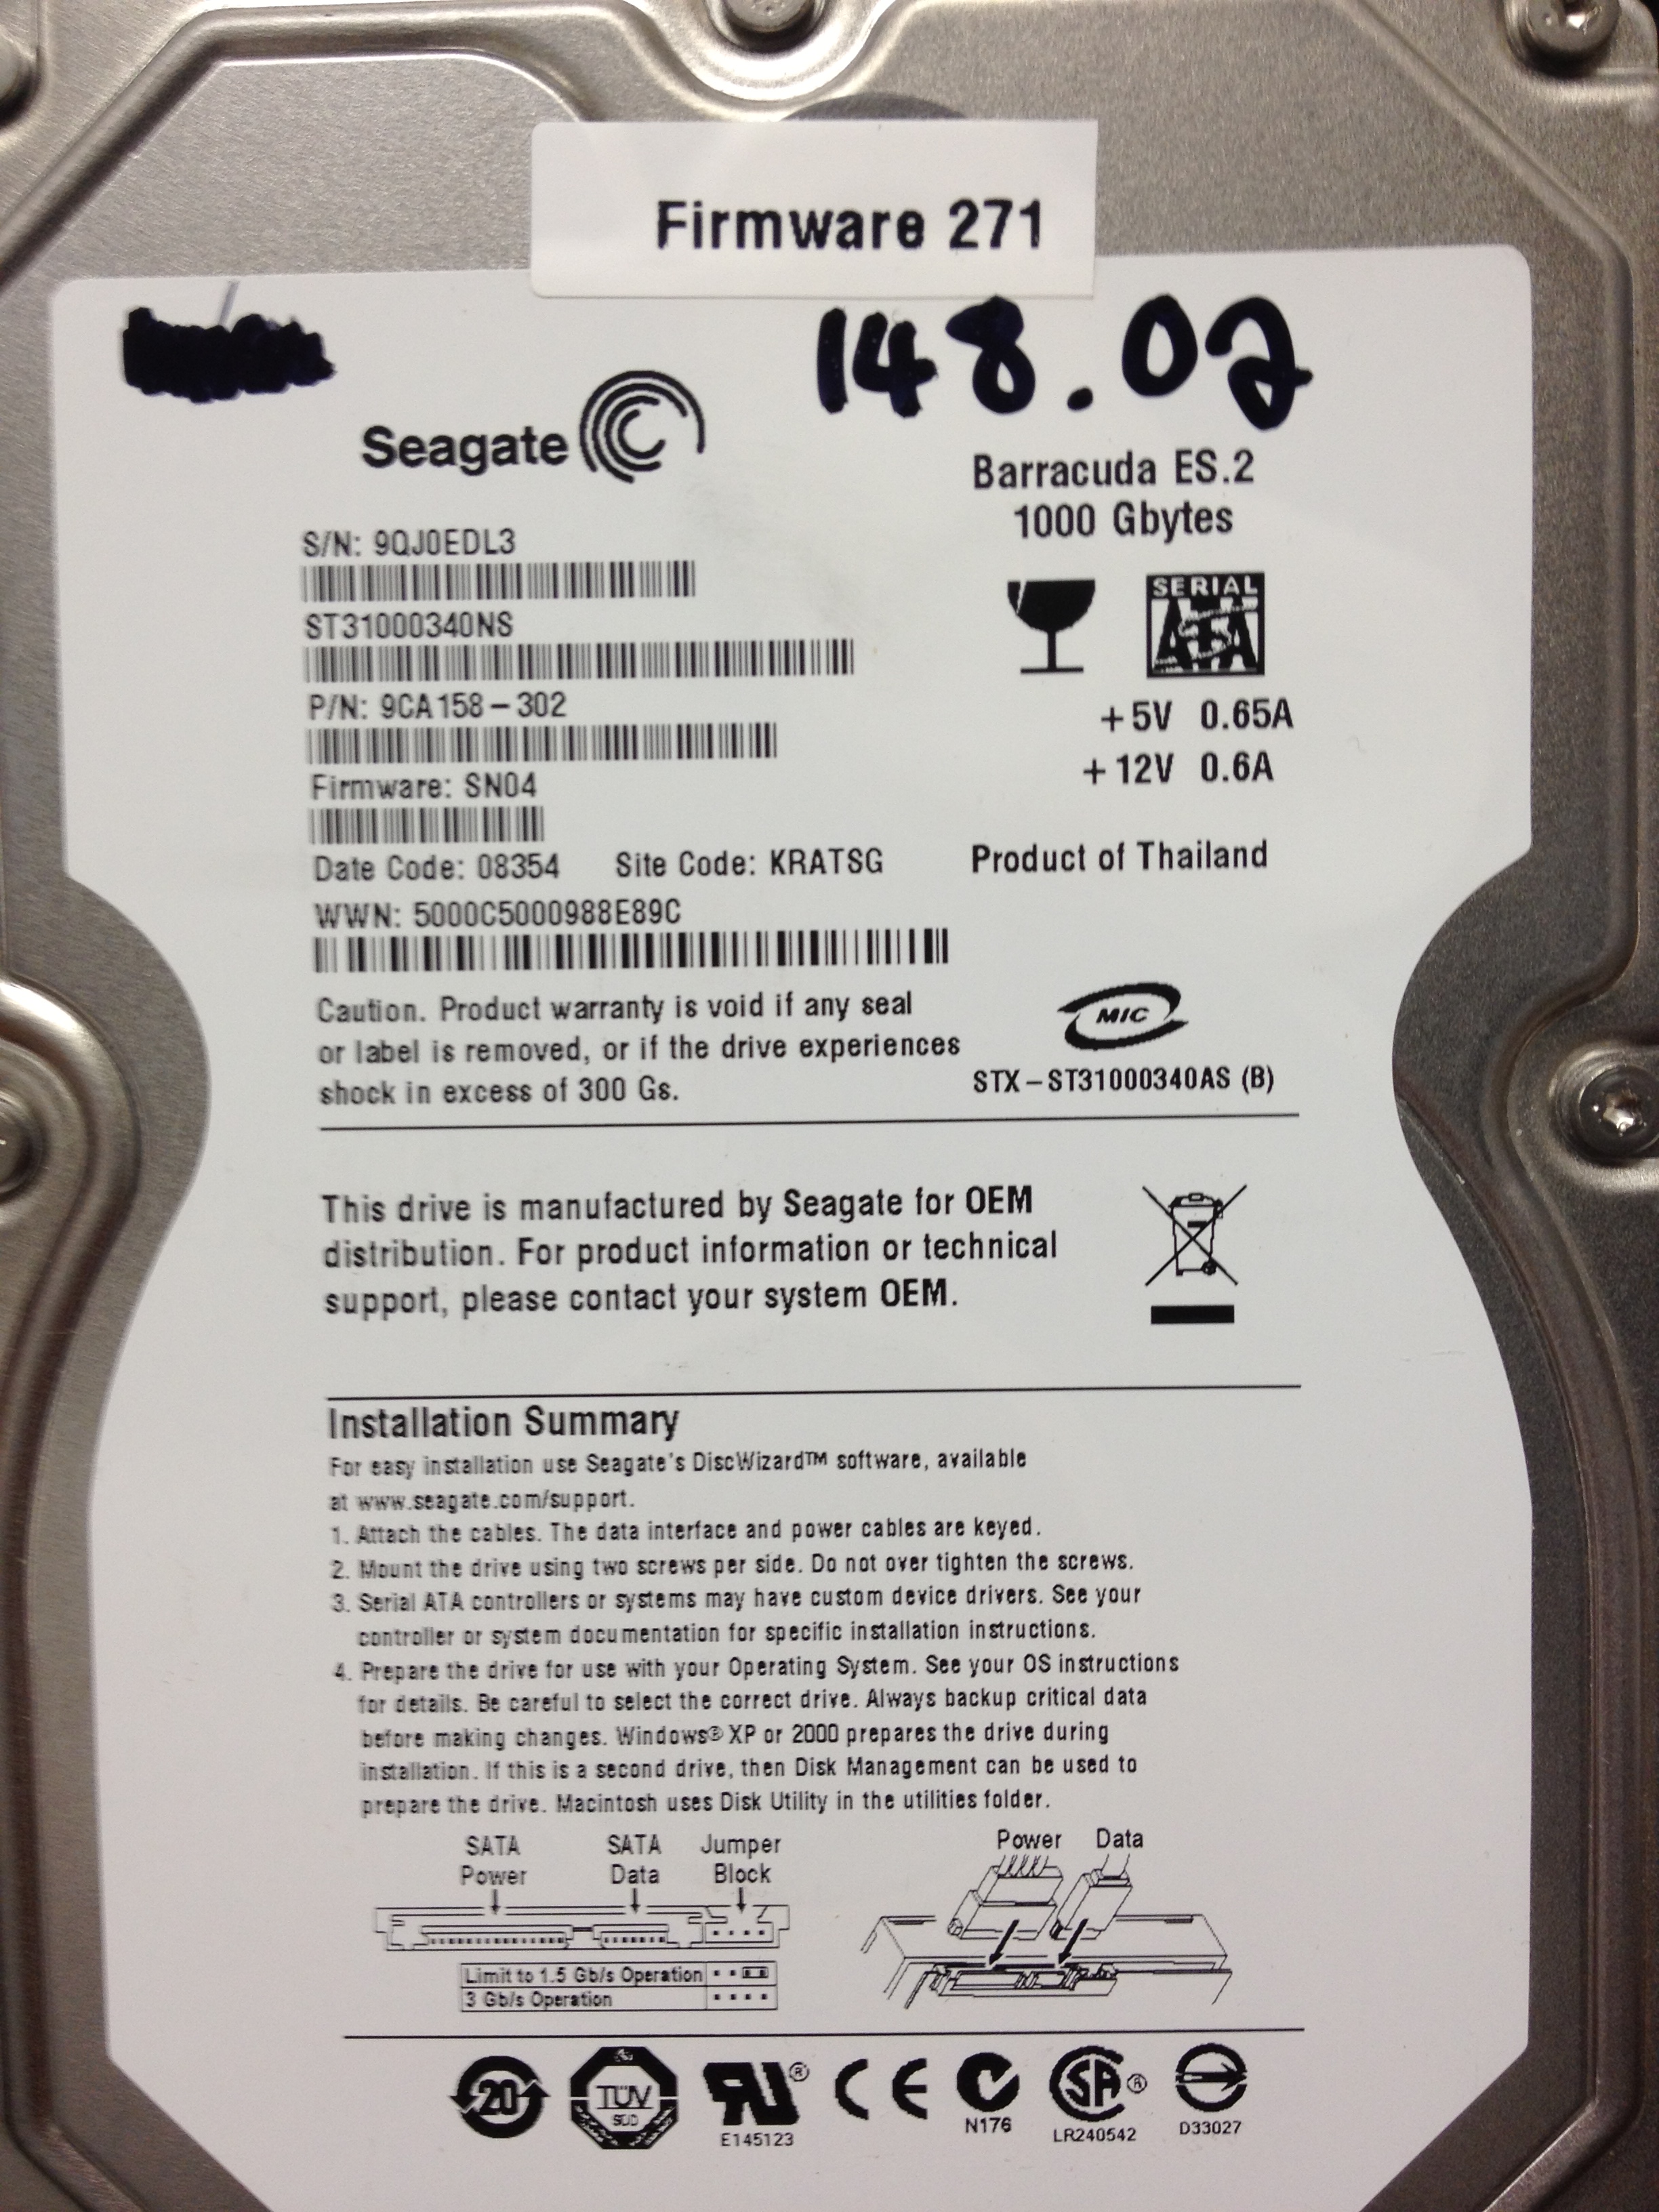 Firmware 271
148.02
Seagate
Barracuda ES.2
1000 Gbytes
S/N: 9QJ0EDL3
ST31000340NS
P/N: 9CA158-302
Firmware: SN04
Date Code: 08354 Site Code: KRATSG
WWN: 5000C5000988E89C
SERIAL
ATA
+5V 0.65A
+12V 0.6A
Product of Thailand
Caution. Product warranty is void if any seal
or label is removed, or if the drive experiences
shock in excess of 300 Gs.
MIC
STX-ST31000340AS (B)
This drive is manufactured by Seagate for OEM
distribution. For product information or technical
support, please contact your system OEM.
Installation Summary
For easy installation use Seagate's DiscWizard™ software, available
at www.seagate.com/support.
1. Attach the cables. The data interface and power cables are keyed.
2. Mount the drive using two screws per side. Do not over tighten the screws.
3. Serial ATA controllers or systems may have custom device drivers. See your
controller or system documentation for specific installation instructions.
4. Prepare the drive for use with your Operating System. See your OS instructions
for details. Be careful to select the correct drive. Always backup critical data
before making changes. Windows® XP or 2000 prepares the drive during
installation. If this is a second drive, then Disk Management can be used to
prepare the drive. Macintosh uses Disk Utility in the utilities folder.
SATA Power
SATA Data
Jumper Block
Power Data
Limit to 1.5 Gb/s Operation
3 Gb/s Operation
20
TÜV
SÜD
RU®
E145123
CE
N176
SA®
LR240542
D33027